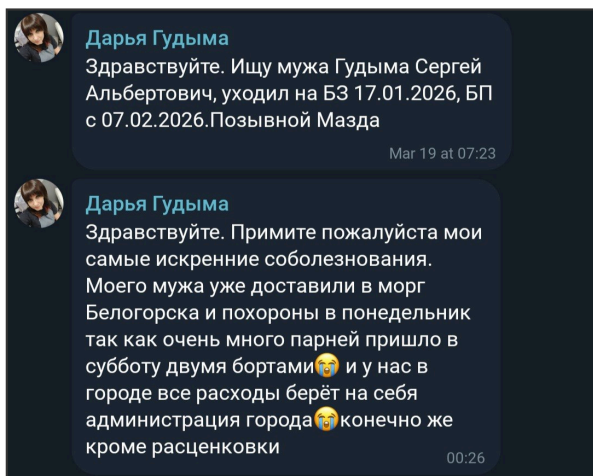 Дарья Гудыма
Здравствуйте. Ищу мужа Гудыма Сергей
Альбертович, уходил на БЗ 17.01.2026, БП
с 07.02.2026.Позывной Мазда
Mar 19 at 07:23
Дарья Гудыма
Здравствуйте. Примите пожалуйста мои
самые искренние соболезнования.
Моего мужа уже доставили в морг
Белогорска и похороны в понедельник
так как очень много парней пришло в
субботу двумя бортами😭 и у нас в
городе все расходы берёт на себя
администрация города😭конечно же
кроме расценковки
00:26